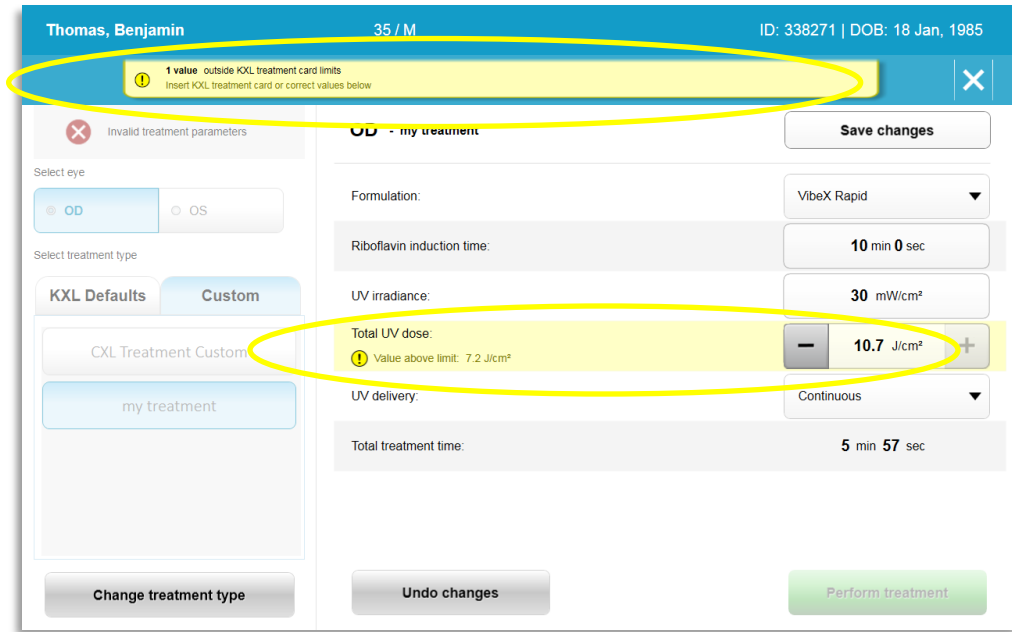 Thomas, Benjamin
35 / M
ID: 338271 | DOB: 18 Jan, 1985
1 value outside KXL treatment card limits
Insert KXL treatment card or correct values below
Invalid treatment parameters
OD - my treatment
Save changes
Select eye
OD
OS
Select treatment type
KXL Defaults
Custom
CXL Treatment Custom
my treatment
Formulation:
VibeX Rapid
Riboflavin induction time:
10 min 0 sec
UV irradiance:
30 mW/cm²
Total UV dose:
Value above limit: 7.2 J/cm²
10.7 J/cm²
UV delivery:
Continuous
Total treatment time:
5 min 57 sec
Change treatment type
Undo changes
Perform treatment